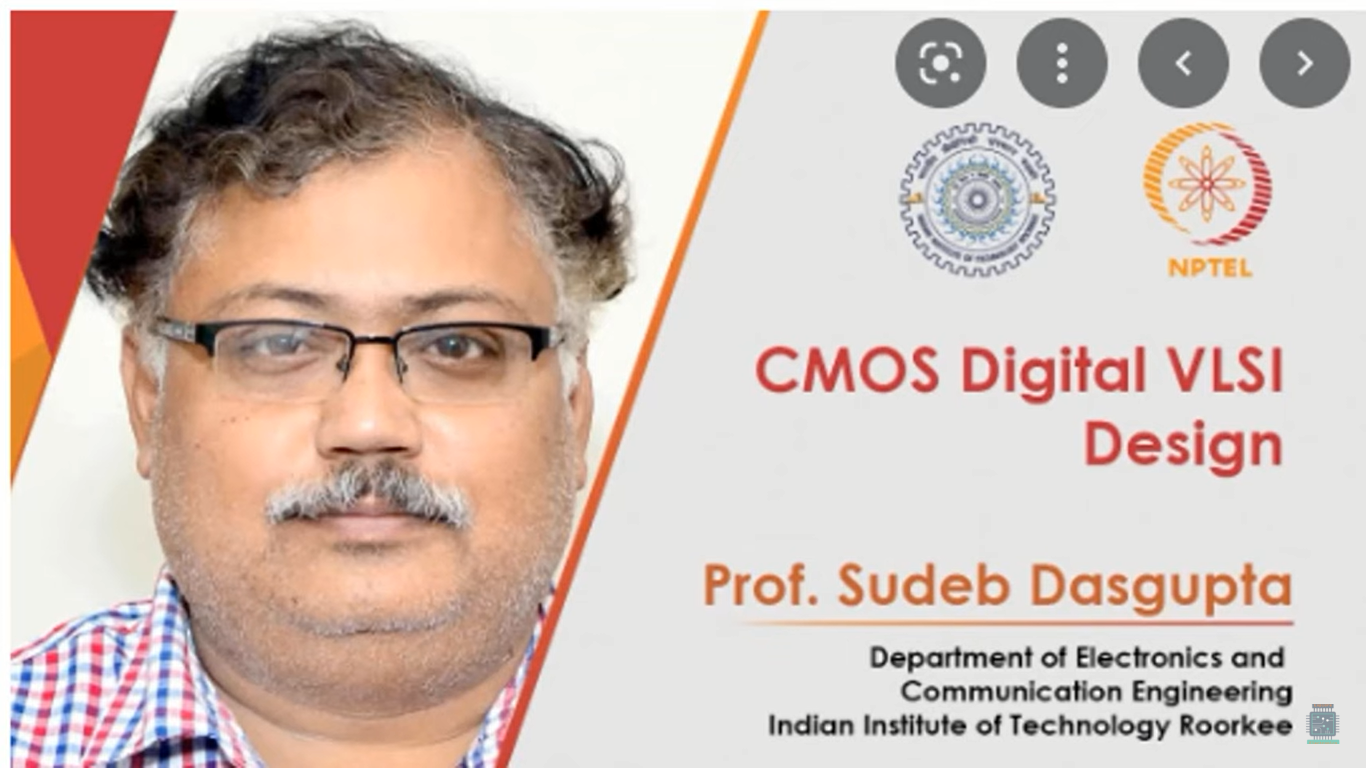 NPTEL
CMOS Digital VLSI
Design
Prof. Sudeb Dasgupta
Department of Electronics and
Communication Engineering
Indian Institute of Technology Roorkee